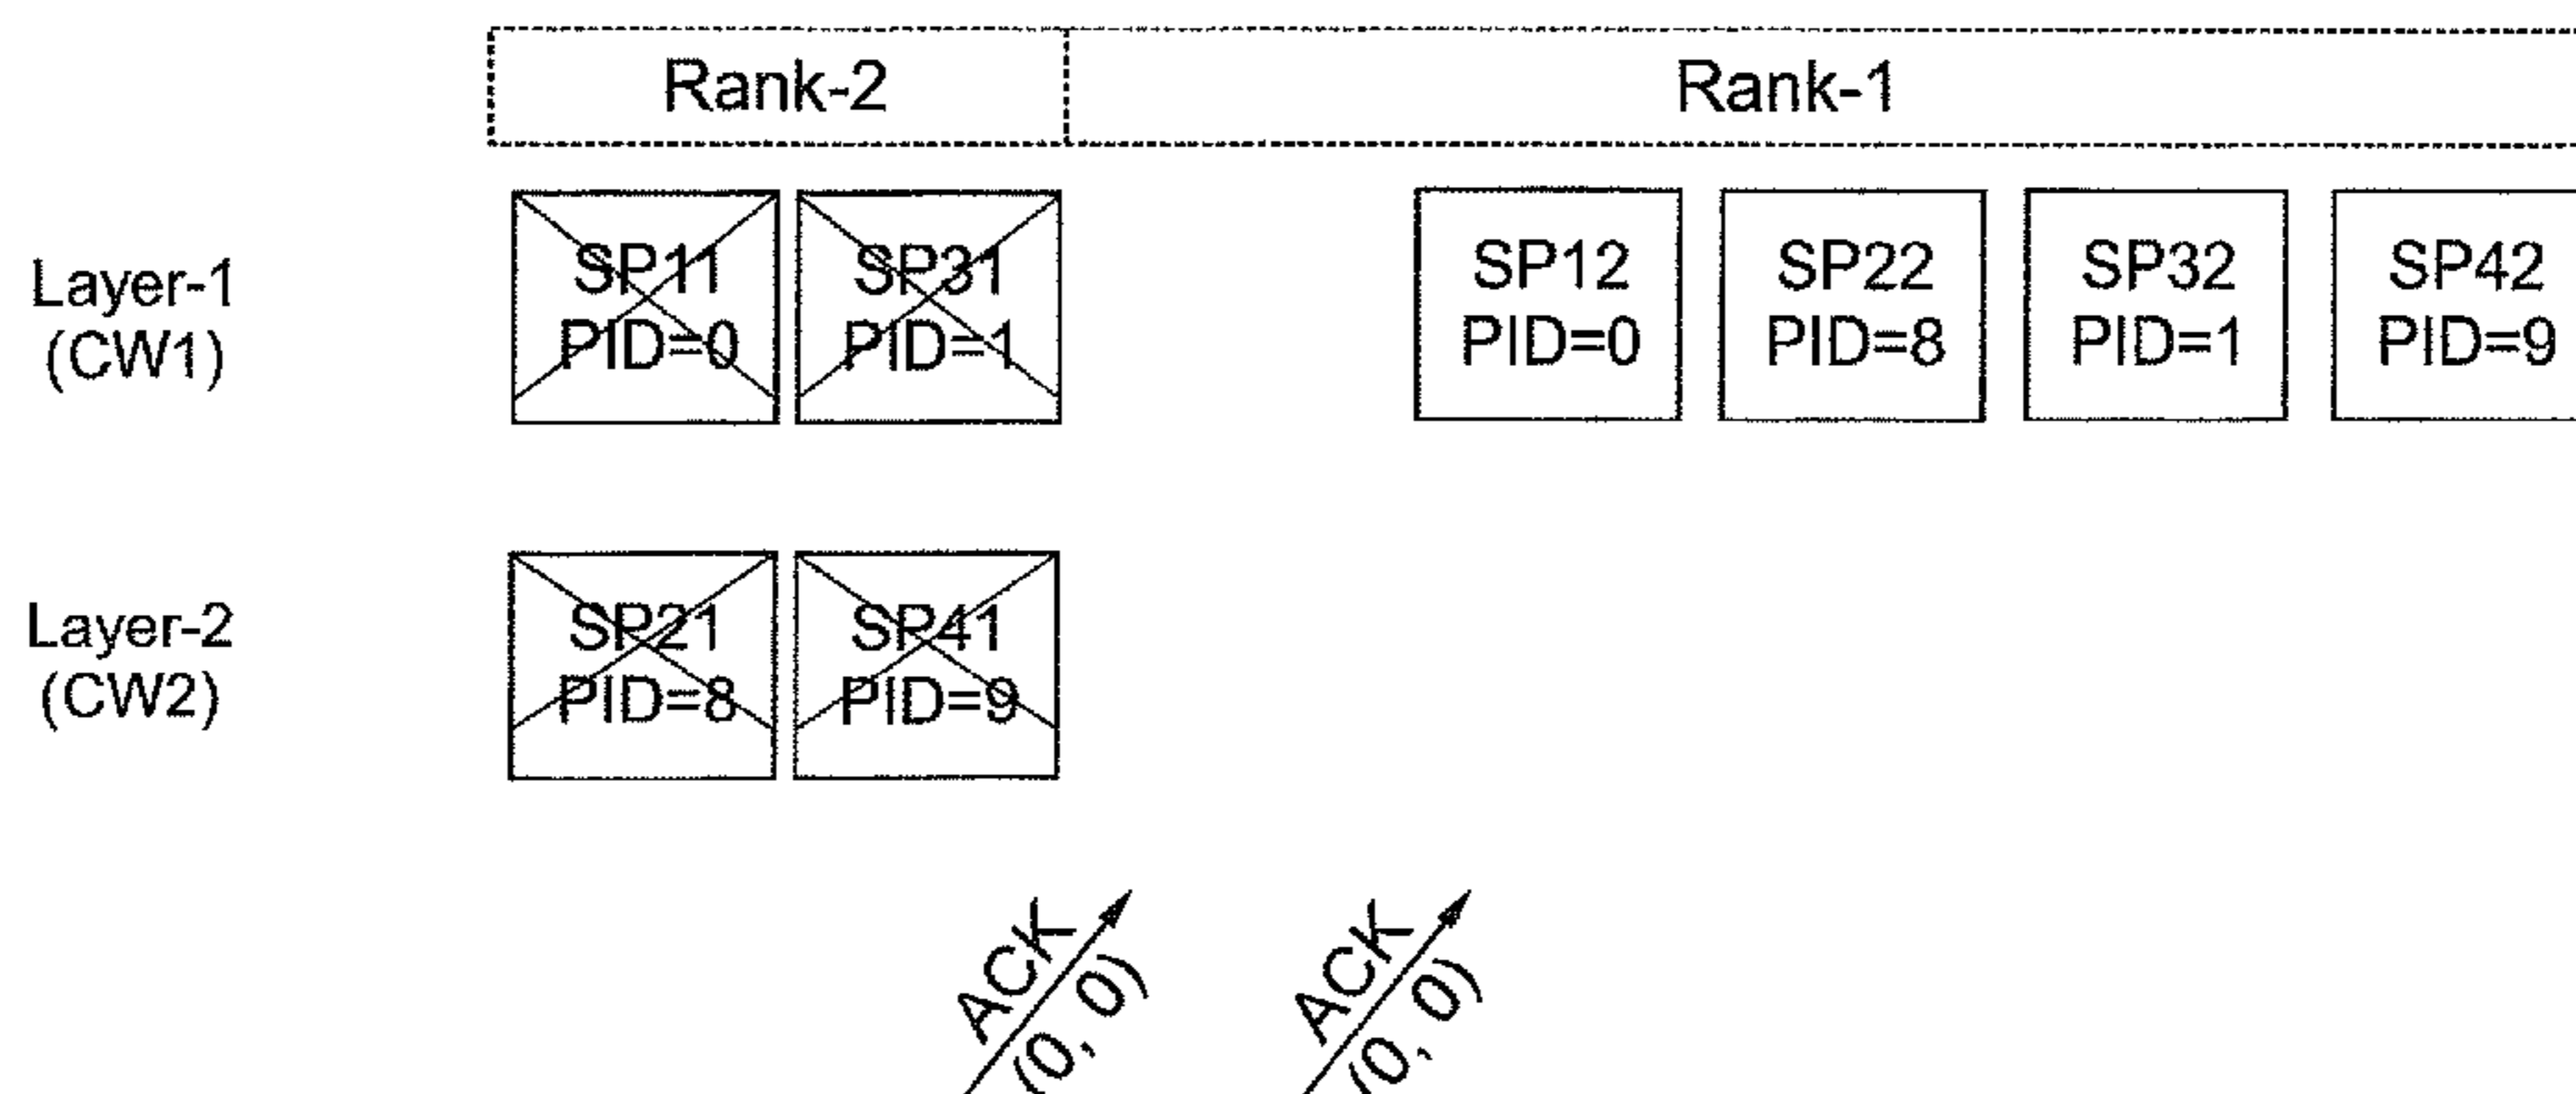 Rank-2
Rank-1
Layer-1
(CW1)
SP11
PID=0
SP31
PID=1
SP12
PID=0
SP22
PID=8
SP32
PID=1
SP42
PID=9
Layer-2
(CW2)
SP21
PID=8
SP41
PID=9
ACK
(0, 0)
ACK
(0, 0)